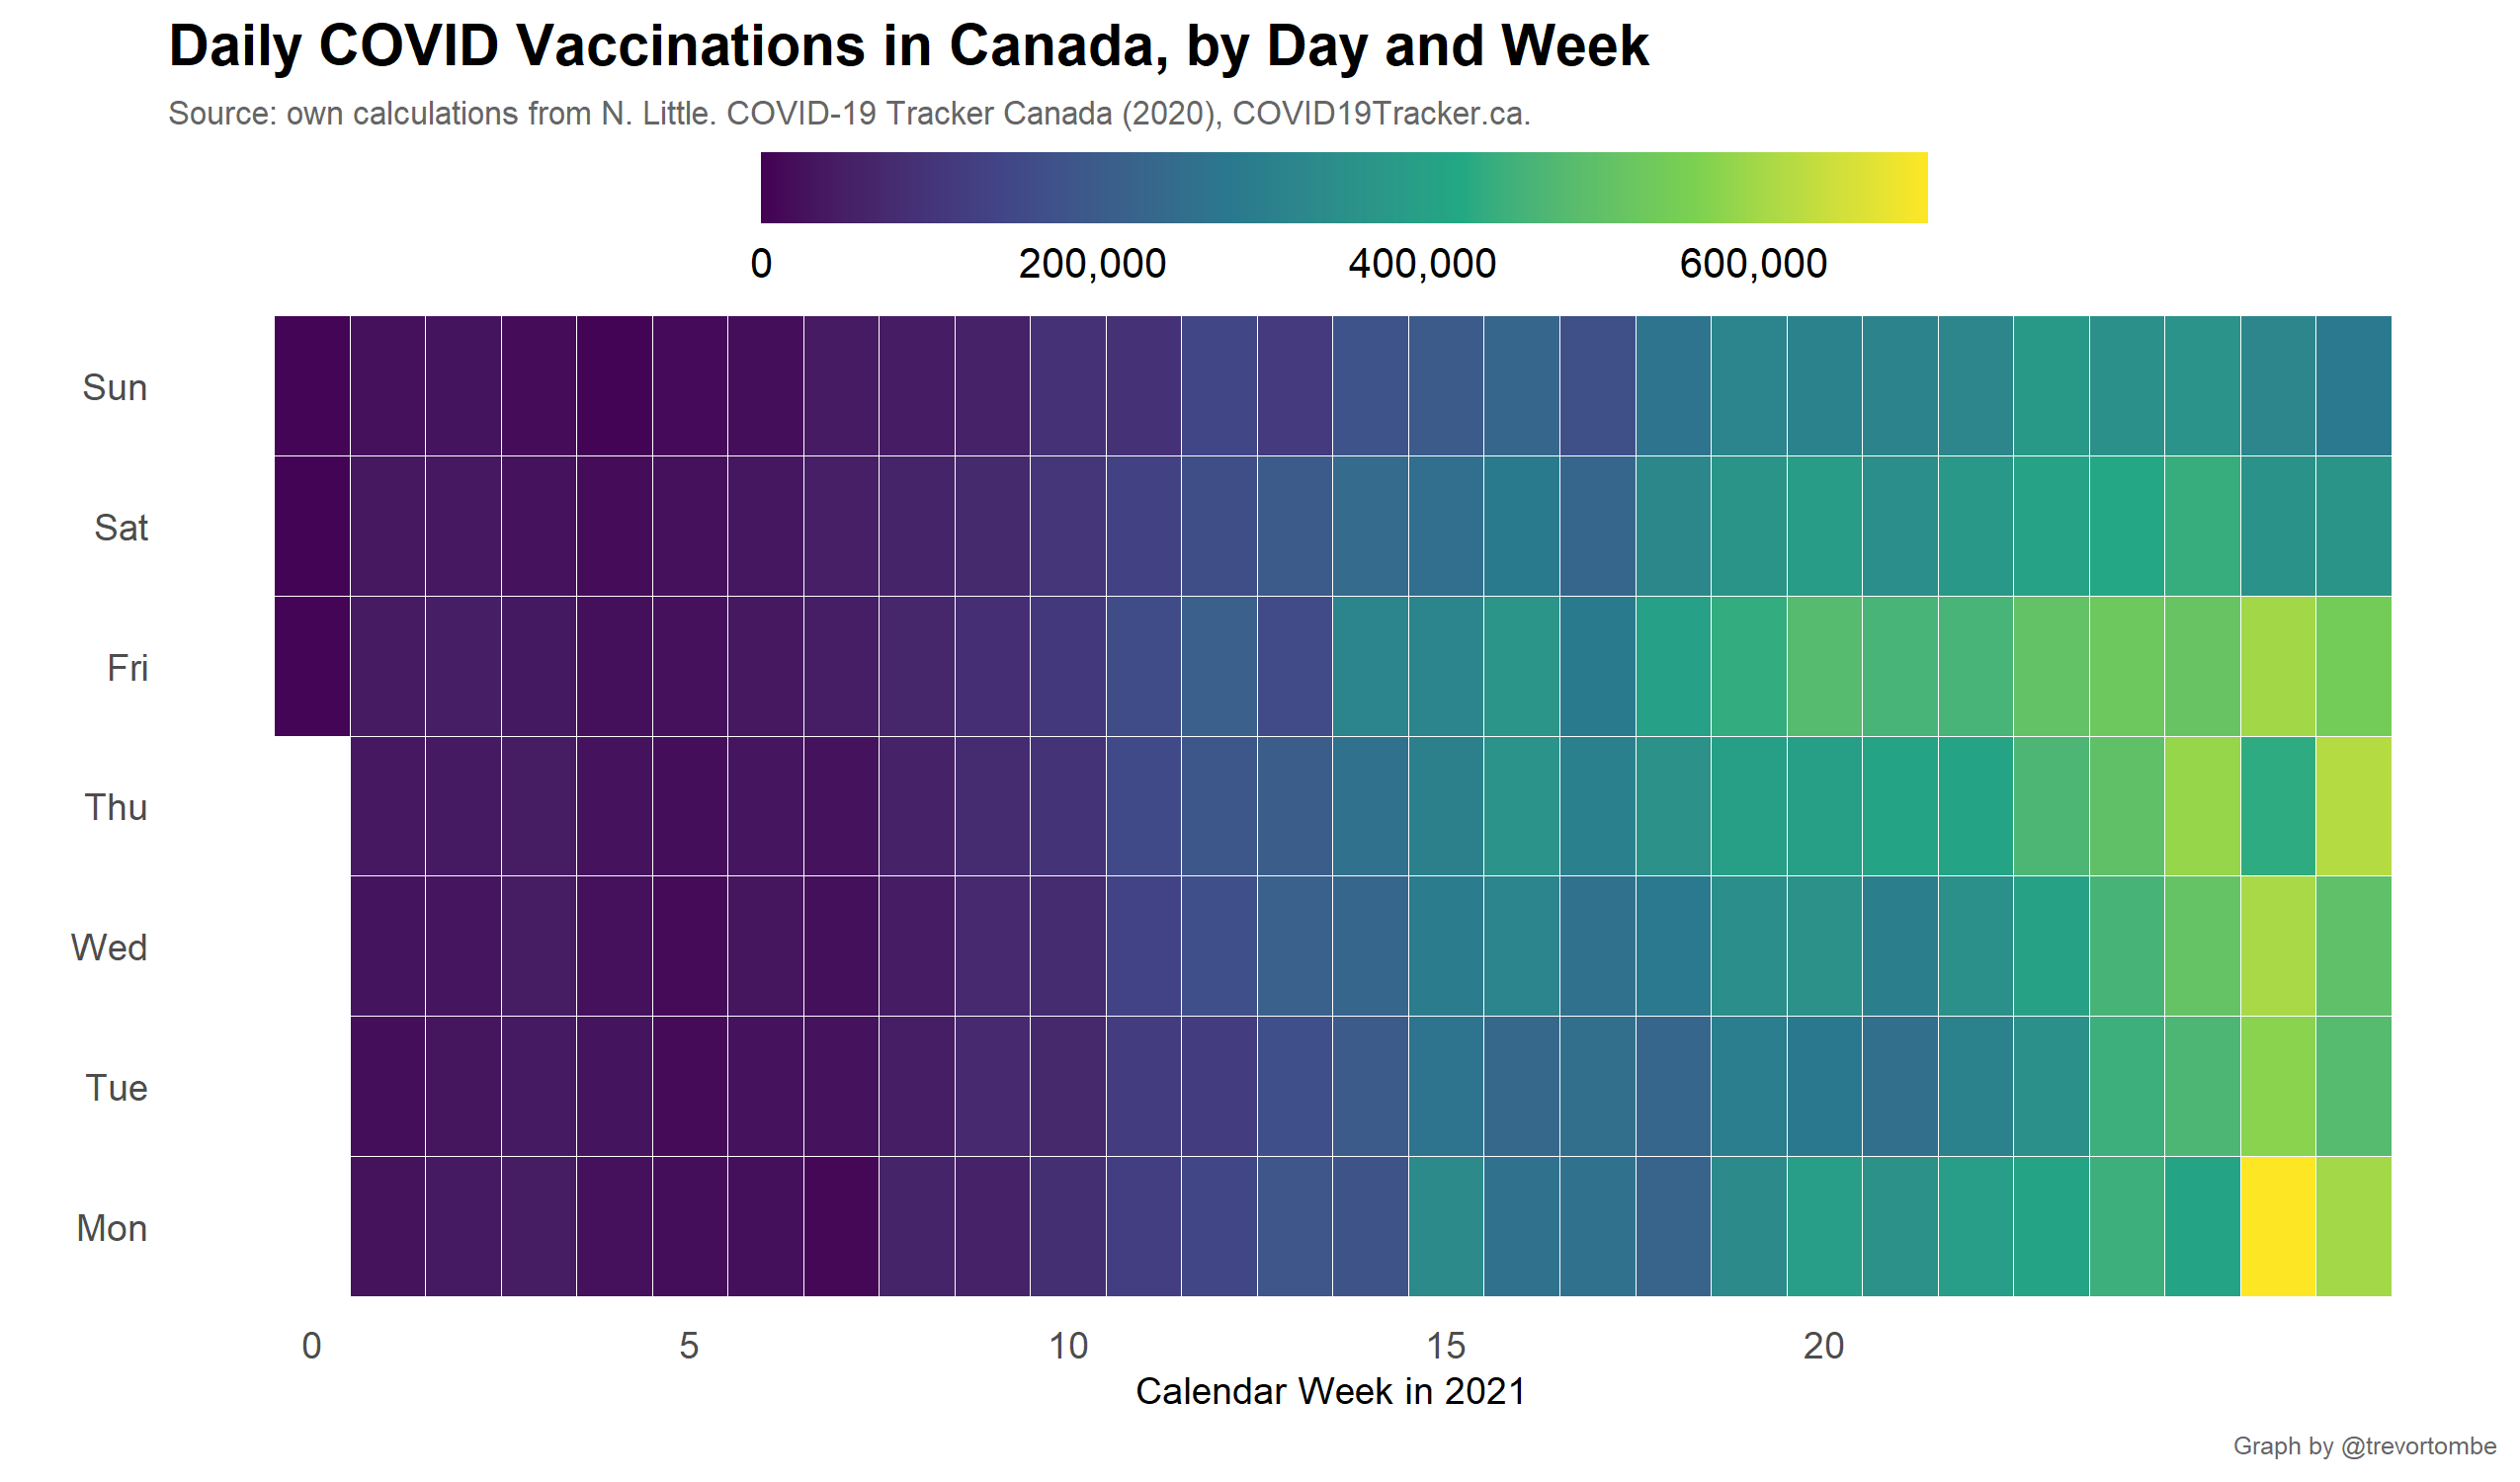 Daily COVID Vaccinations in Canada, by Day and Week
Source: own calculations from N. Little. COVID-19 Tracker Canada (2020), COVID19Tracker.ca.
0 200,000 400,000 600,000
Sun
Sat
Fri
Thu
Wed
Tue
Mon
0 5 10 15 20
Calendar Week in 2021
Graph by @trevortombe